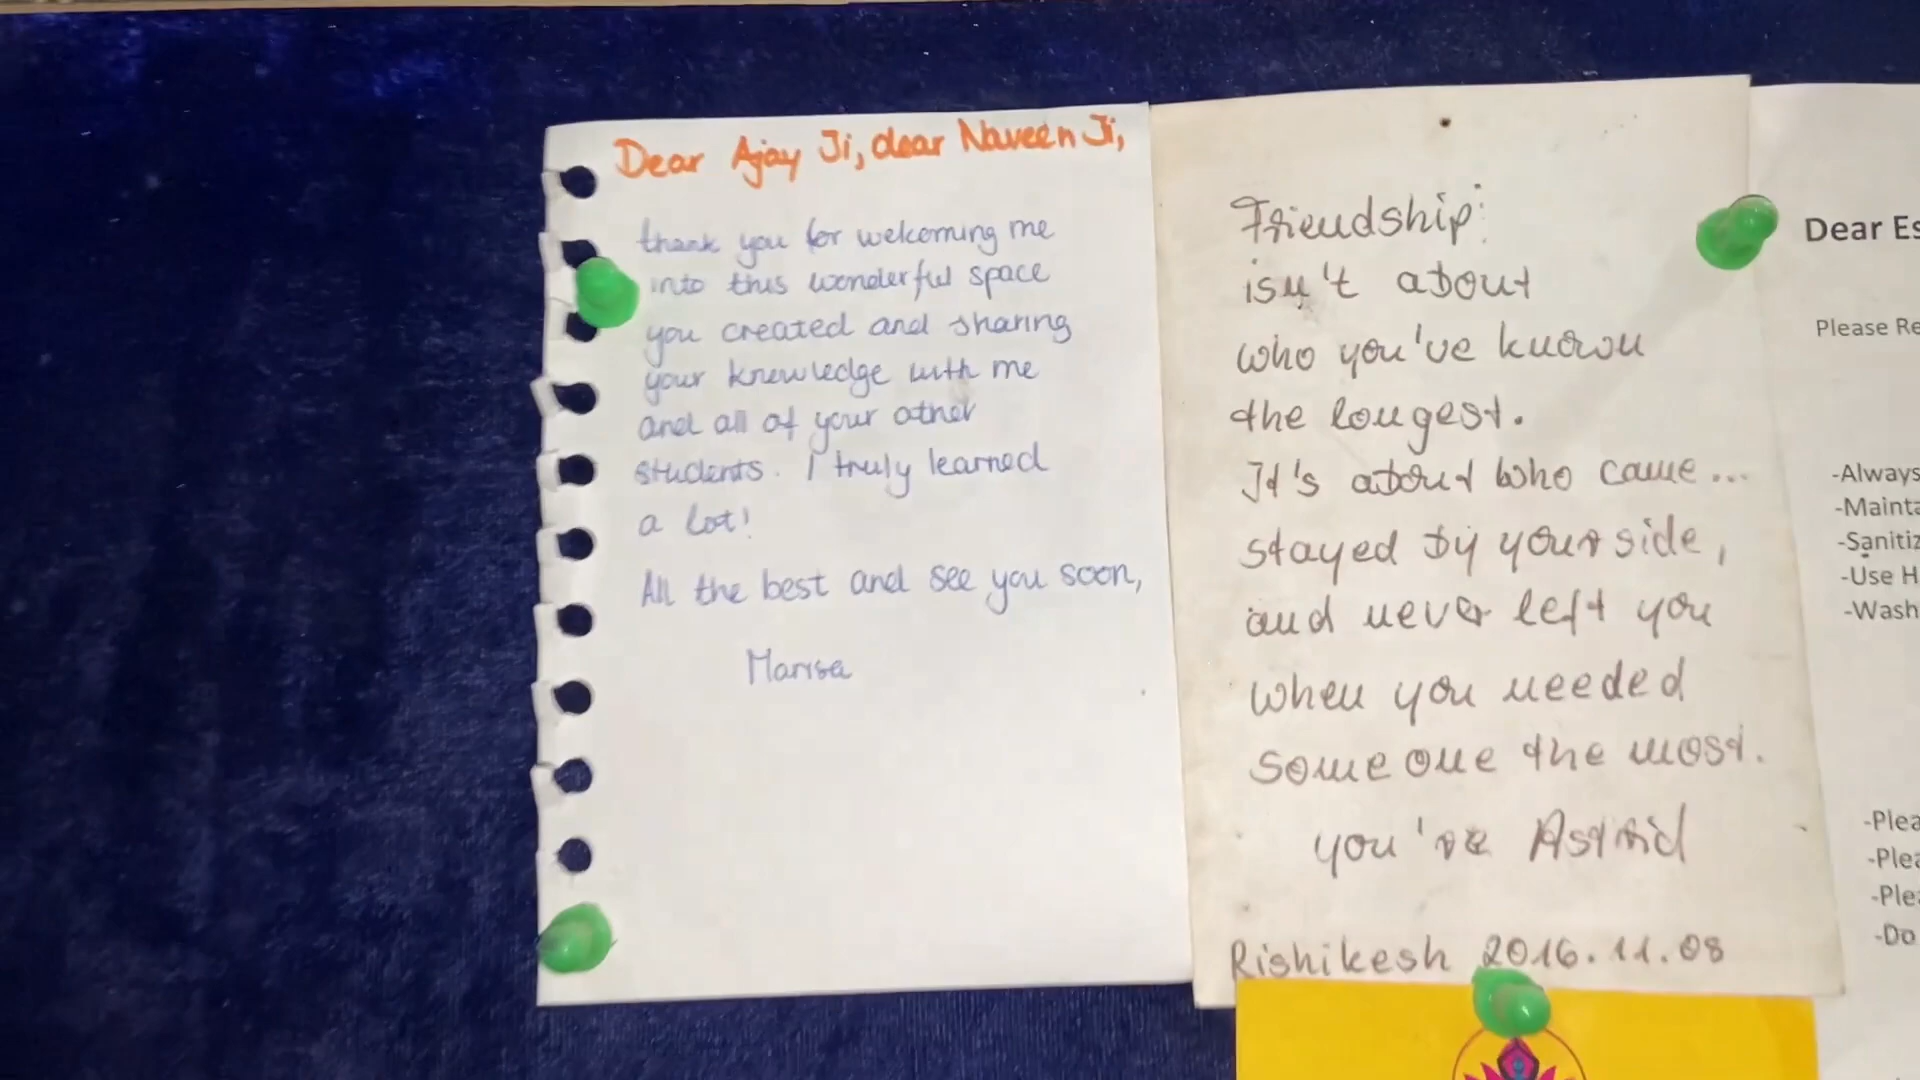 Dear Ajay Ji, dear Naveen Ji,
thank you for welcoming me
into this wonderful space
you created and sharing
your knowledge with me
and all of your other
students. I truly learned
a lot!
All the best and see you soon,
Marisa
Friendship:
isn't about
who you've known
the longest.
It's about who came...
stayed by your side,
and never left you
when you needed
someone the most.
you've Astrid
Rishikesh 2016.11.08
Dear Es
Please Re
-Always
-Mainta
-Sanitiz
-Use H
-Wash
-Plea
-Plea
-Plea
-Do